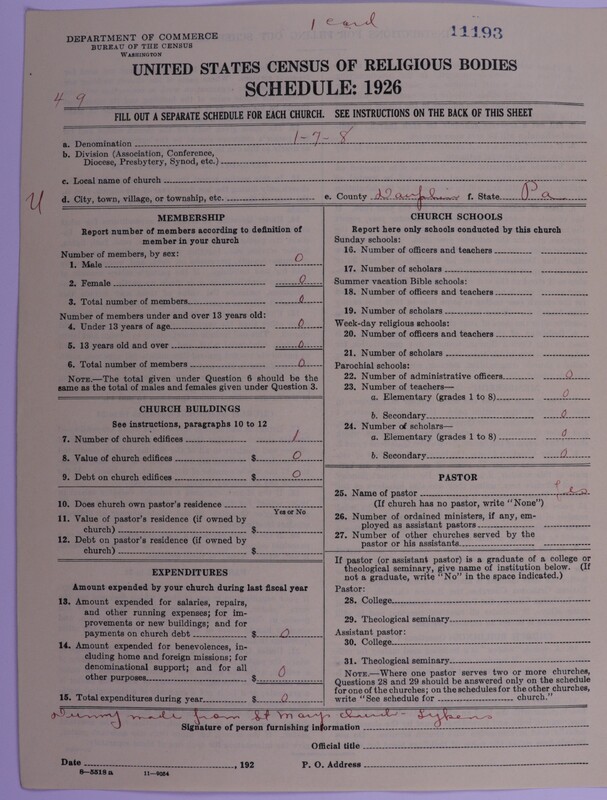 1 card
11193
DEPARTMENT OF COMMERCE
BUREAU OF THE CENSUS
WASHINGTON
UNITED STATES CENSUS OF RELIGIOUS BODIES
SCHEDULE: 1926
49
FILL OUT A SEPARATE SCHEDULE FOR EACH CHURCH. SEE INSTRUCTIONS ON THE BACK OF THIS SHEET
a. Denomination 1-7-8
b. Division (Association, Conference,
Diocese, Presbytery, Synod, etc.)
c. Local name of church
U
d. City, town, village, or township, etc. e. County Dauphin f. State Pa
MEMBERSHIP
Report number of members according to definition of
member in your church
Number of members, by sex:
1. Male 0
2. Female 0
3. Total number of members 0
Number of members under and over 13 years old:
4. Under 13 years of age 0
5. 13 years old and over 0
6. Total number of members 0
NOTE.—The total given under Question 6 should be the
same as the total of males and females given under Question 3.
CHURCH BUILDINGS
See instructions, paragraphs 10 to 12
7. Number of church edifices 1
8. Value of church edifices $ 0
9. Debt on church edifices $ 0
10. Does church own pastor's residence
Yes or No
11. Value of pastor's residence (if owned by
church) $
12. Debt on pastor's residence (if owned by
church) $
EXPENDITURES
Amount expended by your church during last fiscal year
13. Amount expended for salaries, repairs,
and other running expenses; for im-
provements or new buildings; and for
payments on church debt $ 0
14. Amount expended for benevolences, in-
cluding home and foreign missions; for
denominational support; and for all
other purposes $ 0
15. Total expenditures during year $ 0
CHURCH SCHOOLS
Report here only schools conducted by this church
Sunday schools:
16. Number of officers and teachers
17. Number of scholars
Summer vacation Bible schools:
18. Number of officers and teachers
19. Number of scholars
Week-day religious schools:
20. Number of officers and teachers
21. Number of scholars
Parochial schools:
22. Number of administrative officers 0
23. Number of teachers—
a. Elementary (grades 1 to 8) 0
b. Secondary 0
24. Number of scholars—
a. Elementary (grades 1 to 8) 0
b. Secondary 0
PASTOR
25. Name of pastor
(If church has no pastor, write "None")
26. Number of ordained ministers, if any, em-
ployed as assistant pastors
27. Number of other churches served by the
pastor or his assistants
If pastor (or assistant pastor) is a graduate of a college or
theological seminary, give name of institution below. (If
not a graduate, write "No" in the space indicated.)
Pastor:
28. College
29. Theological seminary
Assistant pastor:
30. College
31. Theological seminary
NOTE.—Where one pastor serves two or more churches,
Questions 28 and 29 should be answered only on the schedule
for one of the churches; on the schedules for the other churches,
write "See schedule for church."
Dummy made from St Marys church - Lykens
Signature of person furnishing information
Official title
Date , 192 P. O. Address
8—5518 a 11—9264